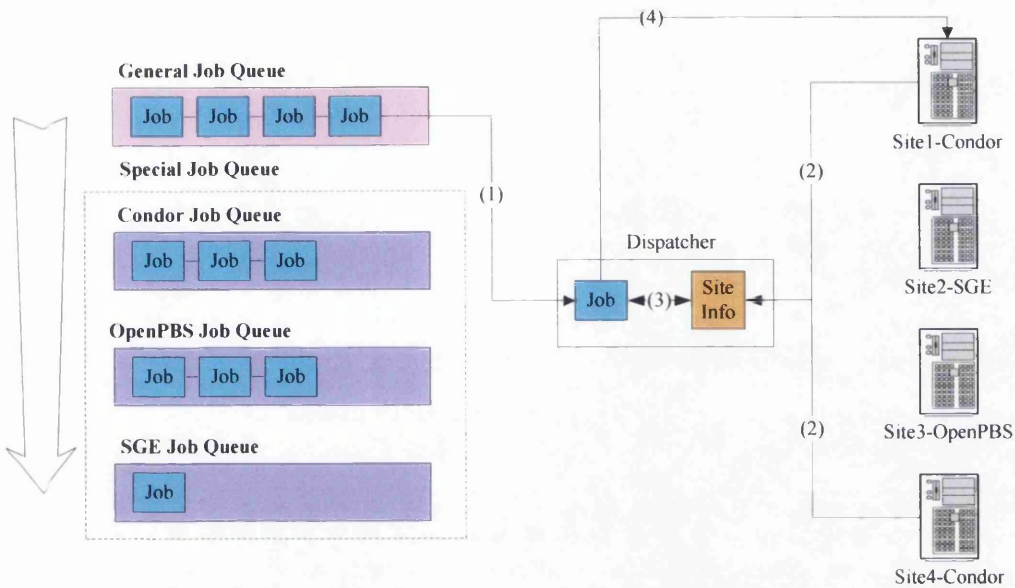 General Job Queue
Job Job Job Job
Special Job Queue
Condor Job Queue
Job Job Job
OpenPBS Job Queue
Job Job Job
SGE Job Queue
Job
(1)
Dispatcher
Job
(3)
Site
Info
(4)
(2)
(2)
Site1-Condor
Site2-SGE
Site3-OpenPBS
Site4-Condor